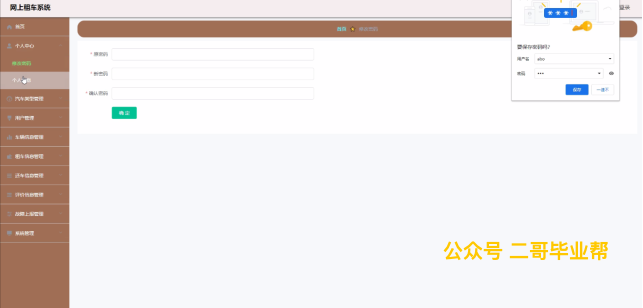 网上租车系统
登录
首页
首页
修改密码
个人中心
修改密码
个人
汽车类型管理
用户管理
车辆信息管理
租车信息管理
还车信息管理
评价信息管理
故障上报管理
系统管理
* 原密码
* 新密码
* 确认密码
确 定
要保存密码吗？
用户名
abo
密码
•••
保存
一律不
公众号 二哥毕业帮